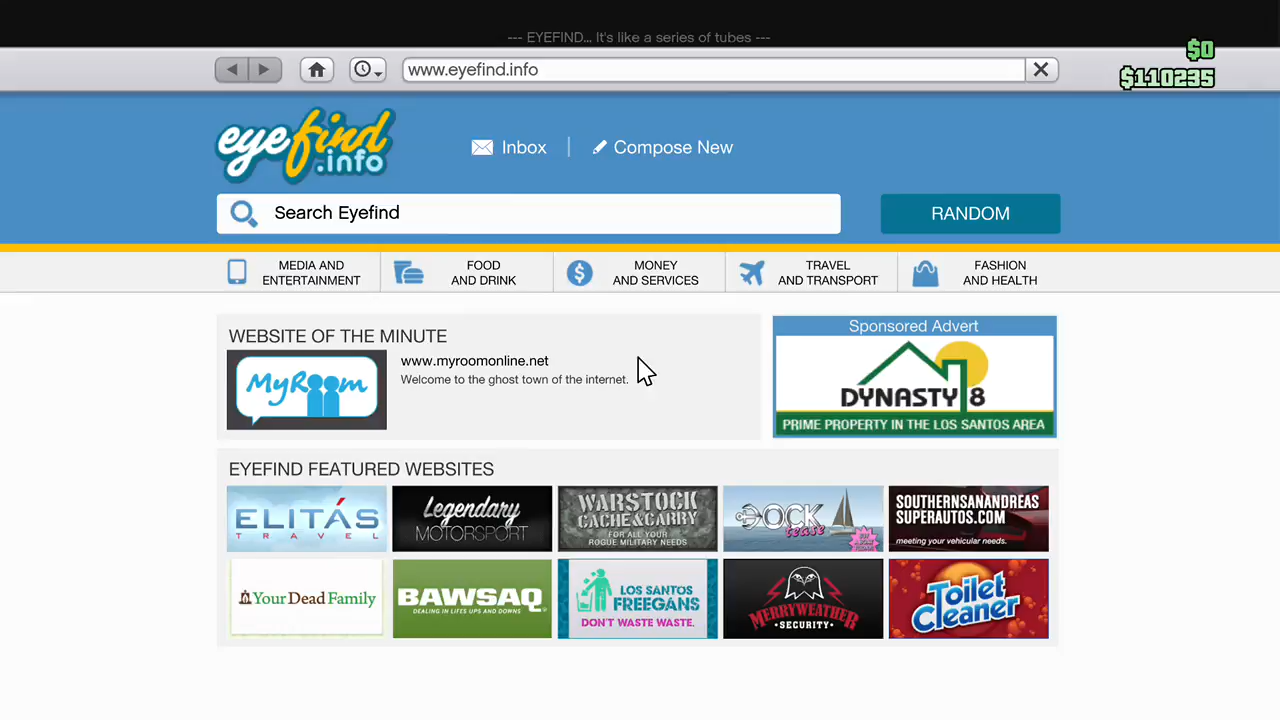 --- EYEFIND... It's like a series of tubes ---
$0
www.eyefind.info
$110235
eyefind
.info
Inbox
Compose New
Search Eyefind
RANDOM
MEDIA AND
ENTERTAINMENT
FOOD
AND DRINK
MONEY
AND SERVICES
TRAVEL
AND TRANSPORT
FASHION
AND HEALTH
WEBSITE OF THE MINUTE
MyRoom
www.myroomonline.net
Welcome to the ghost town of the internet.
Sponsored Advert
DYNASTY 8
PRIME PROPERTY IN THE LOS SANTOS AREA
EYEFIND FEATURED WEBSITES
ELITÁS
TRAVEL
Legendary
MOTORSPORT
WARSTOCK
CACHE&CARRY
FOR ALL YOUR
ROGUE MILITARY NEEDS
DOCK
tease
SOUTHERNSANANDREAS
SUPERAUTOS.COM
meeting your vehicular needs.
Your Dead Family
BAWSAQ
DEALING IN LIFES UPS AND DOWNS
LOS SANTOS
FREEGANS
DON'T WASTE WASTE.
MERRYWEATHER
SECURITY
Toilet
Cleaner